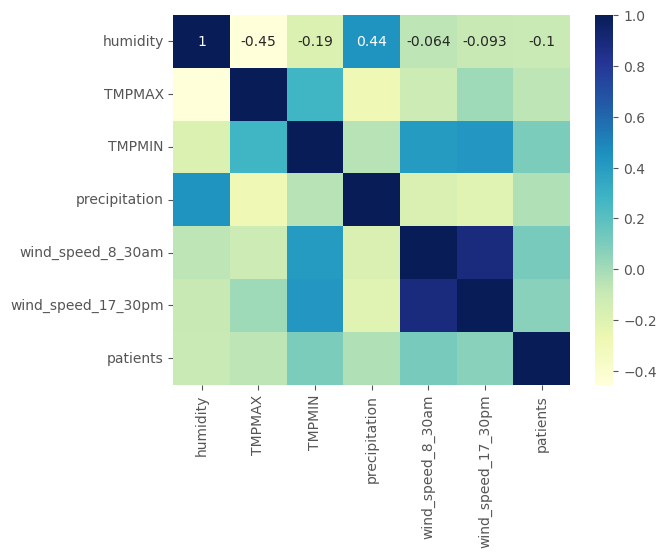 humidity 1 -0.45 -0.19 0.44 -0.064 -0.093 -0.1
TMPMAX
TMPMIN
precipitation
wind_speed_8_30am
wind_speed_17_30pm
patients
humidity
TMPMAX
TMPMIN
precipitation
wind_speed_8_30am
wind_speed_17_30pm
patients
1.0
0.8
0.6
0.4
0.2
0.0
−0.2
−0.4